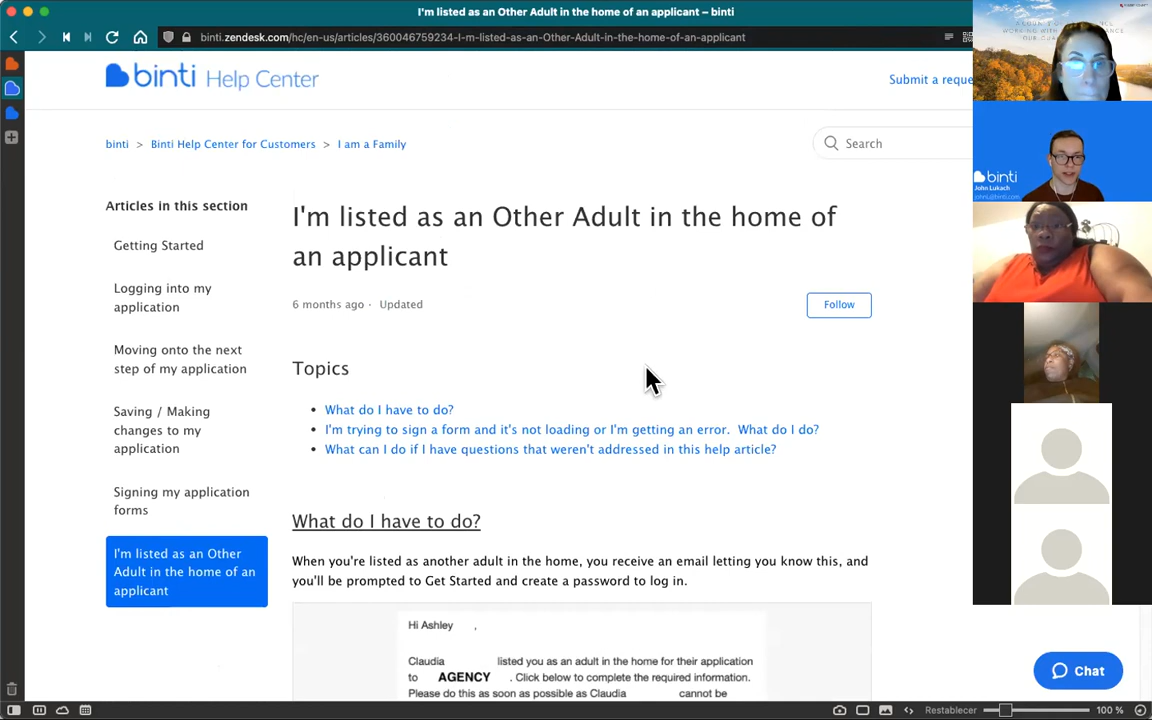 I'm listed as an Other Adult in the home of an applicant – binti
binti.zendesk.com/hc/en-us/articles/360046759234-I-m-listed-as-an-Other-Adult-in-the-home-of-an-applicant
binti Help Center
Submit a reque
binti > Binti Help Center for Customers > I am a Family
Search
Articles in this section
Getting Started
Logging into my
application
Moving onto the next
step of my application
Saving / Making
changes to my
application
Signing my application
forms
I'm listed as an Other
Adult in the home of an
applicant
I'm listed as an Other Adult in the home of
an applicant
6 months ago · Updated
Follow
Topics
• What do I have to do?
• I'm trying to sign a form and it's not loading or I'm getting an error. What do I do?
• What can I do if I have questions that weren't addressed in this help article?
What do I have to do?
When you're listed as another adult in the home, you receive an email letting you know this, and
you'll be prompted to Get Started and create a password to log in.
Hi Ashley ,
Claudia listed you as an adult in the home for their application
to AGENCY . Click below to complete the required information.
Please do this as soon as possible as Claudia cannot be
binti
John Lukach
johnL@binti.com
Chat
Restablecer
100 %